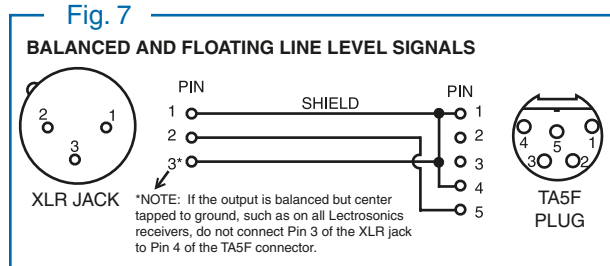 Fig. 7
BALANCED AND FLOATING LINE LEVEL SIGNALS
2
1
3
XLR JACK
PIN
1
2
3*
SHIELD
*NOTE: If the output is balanced but center
tapped to ground, such as on all Lectrosonics
receivers, do not connect Pin 3 of the XLR jack
to Pin 4 of the TA5F connector.
PIN
1
2
3
4
5
4
5
1
3
2
TA5F
PLUG